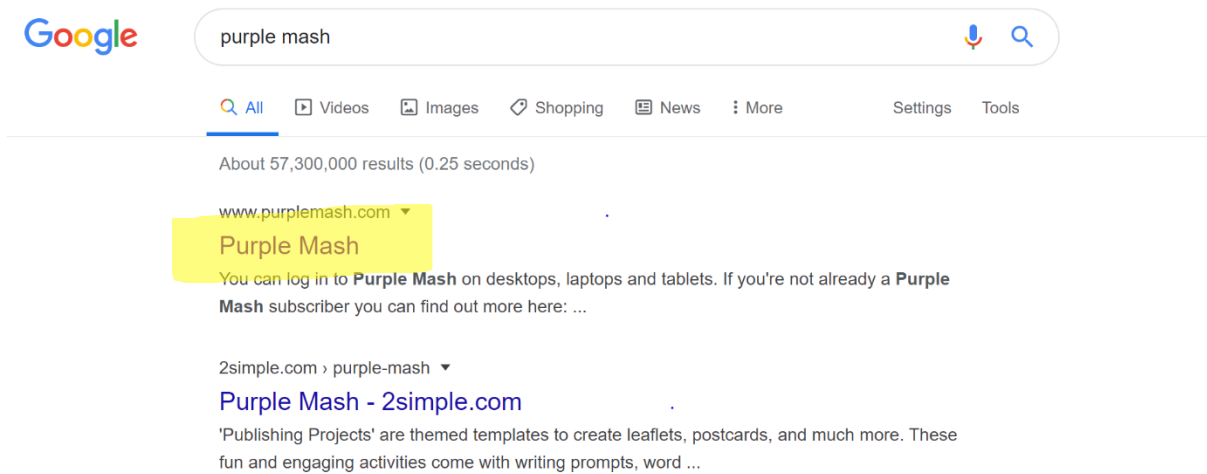 Google
purple mash
All Videos Images Shopping News More Settings Tools
About 57,300,000 results (0.25 seconds)
www.purplemash.com
Purple Mash
You can log in to Purple Mash on desktops, laptops and tablets. If you're not already a Purple
Mash subscriber you can find out more here: ...
2simple.com › purple-mash
Purple Mash - 2simple.com
'Publishing Projects' are themed templates to create leaflets, postcards, and much more. These
fun and engaging activities come with writing prompts, word ...